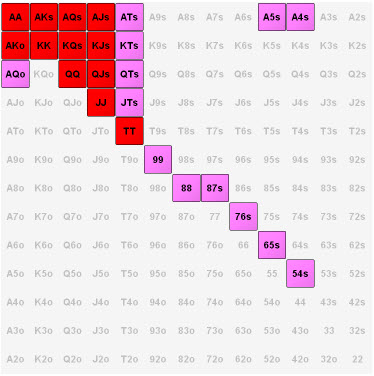 AA AKs AQs AJs ATs A9s A8s A7s A6s A5s A4s A3s A2s
AKo KK KQs KJs KTs K9s K8s K7s K6s K5s K4s K3s K2s
AQo KQo QQ QJs QTs Q9s Q8s Q7s Q6s Q5s Q4s Q3s Q2s
AJo KJo QJo JJ JTs J9s J8s J7s J6s J5s J4s J3s J2s
ATo KTo QTo JTo TT T9s T8s T7s T6s T5s T4s T3s T2s
A9o K9o Q9o J9o T9o 99 98s 97s 96s 95s 94s 93s 92s
A8o K8o Q8o J8o T8o 98o 88 87s 86s 85s 84s 83s 82s
A7o K7o Q7o J7o T7o 97o 87o 77 76s 75s 74s 73s 72s
A6o K6o Q6o J6o T6o 96o 86o 76o 66 65s 64s 63s 62s
A5o K5o Q5o J5o T5o 95o 85o 75o 65o 55 54s 53s 52s
A4o K4o Q4o J4o T4o 94o 84o 74o 64o 54o 44 43s 42s
A3o K3o Q3o J3o T3o 93o 83o 73o 63o 53o 43o 33 32s
A2o K2o Q2o J2o T2o 92o 82o 72o 62o 52o 42o 32o 22